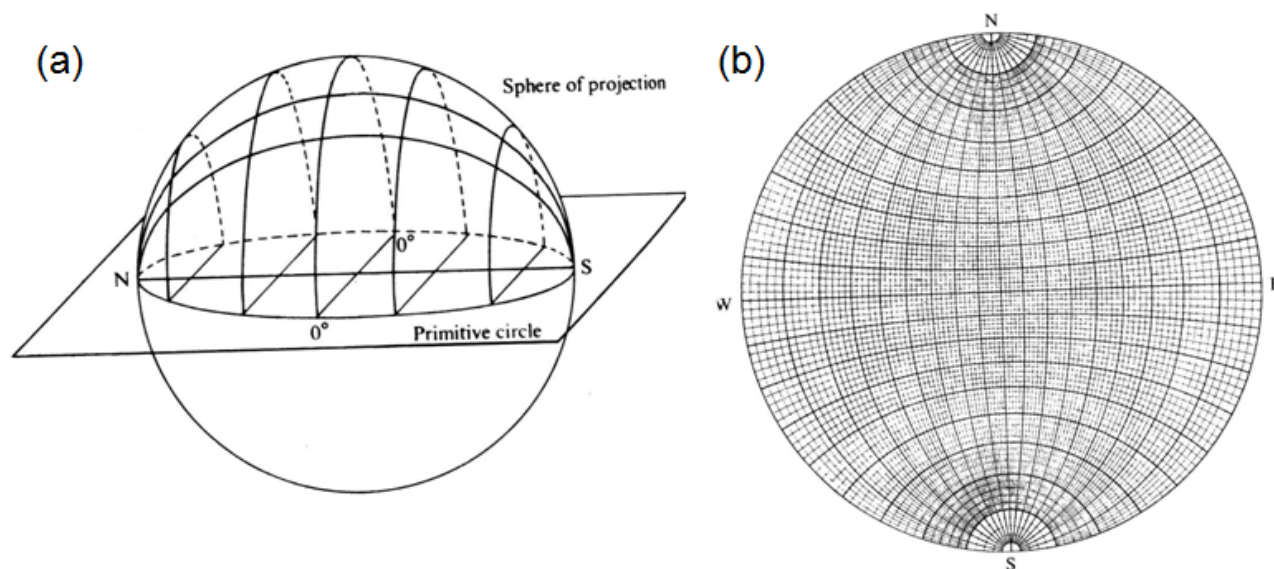 (a)
Sphere of projection
N
S
0°
0°
Primitive circle
(b)
N
W
S